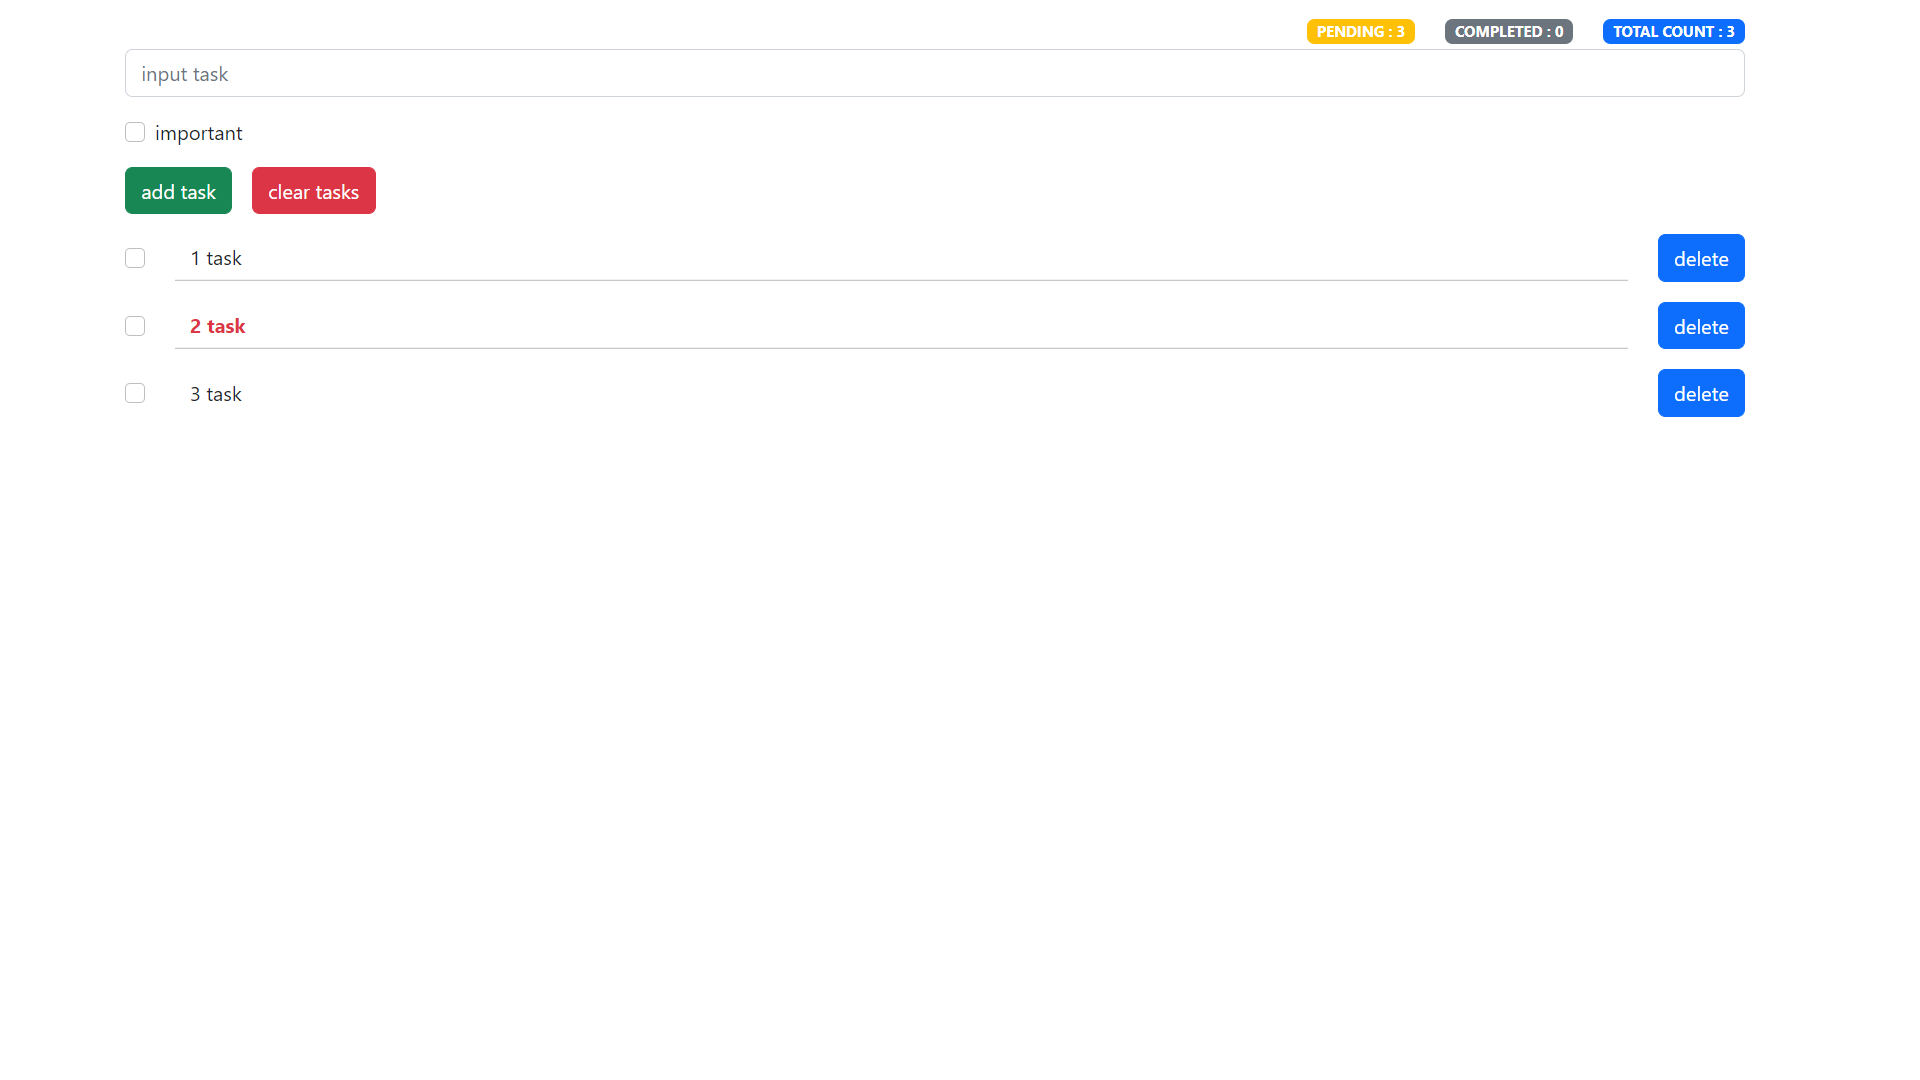 PENDING : 3 COMPLETED : 0 TOTAL COUNT : 3
input task
important
add task clear tasks
1 task delete
2 task delete
3 task delete